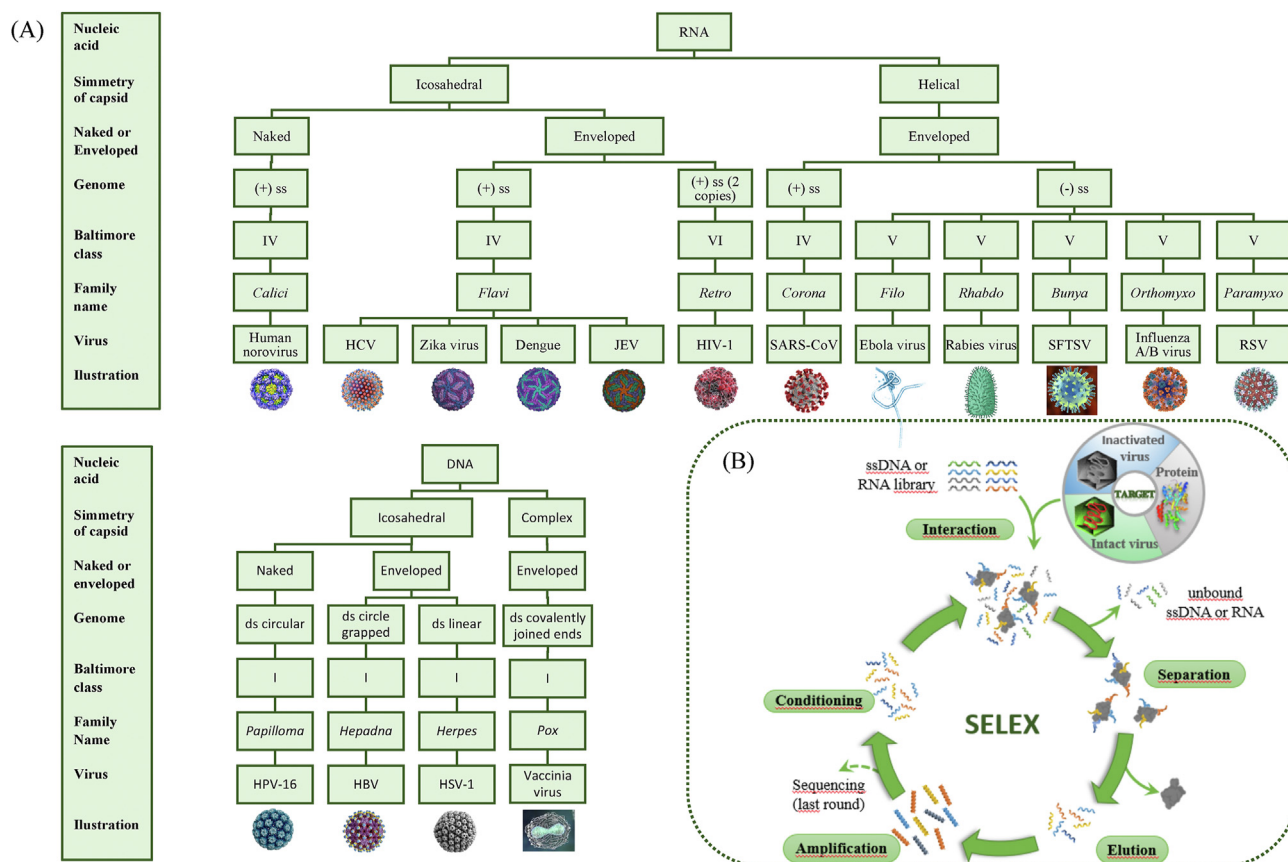 (A)
Nucleic
acid
Simmetry
of capsid
Naked or
Enveloped
Genome
Baltimore
class
Family
name
Virus
Ilustration
RNA
Icosahedral
Helical
Naked
Enveloped
Enveloped
(+) ss
(+) ss
(+) ss (2
copies)
(+) ss
(-) ss
IV
IV
VI
IV
V
V
V
V
V
Calici
Flavi
Retro
Corona
Filo
Rhabdo
Bunya
Orthomyxo
Paramyxo
Human
norovirus
HCV
Zika virus
Dengue
JEV
HIV-1
SARS-CoV
Ebola virus
Rabies virus
SFTSV
Influenza
A/B virus
RSV
Nucleic
acid
Simmetry
of capsid
Naked or
enveloped
Genome
Baltimore
class
Family
Name
Virus
Ilustration
DNA
Icosahedral
Complex
Naked
Enveloped
Enveloped
ds circular
ds circle
grapped
ds linear
ds covalently
joined ends
I
I
I
I
Papilloma
Hepadna
Herpes
Pox
HPV-16
HBV
HSV-1
Vaccinia
virus
(B)
ssDNA or
RNA library
Inactivated
virus
Protein
TARGET
Intact virus
Interaction
unbound
ssDNA or RNA
Separation
Conditioning
SELEX
Sequencing
(last round)
Amplification
Elution